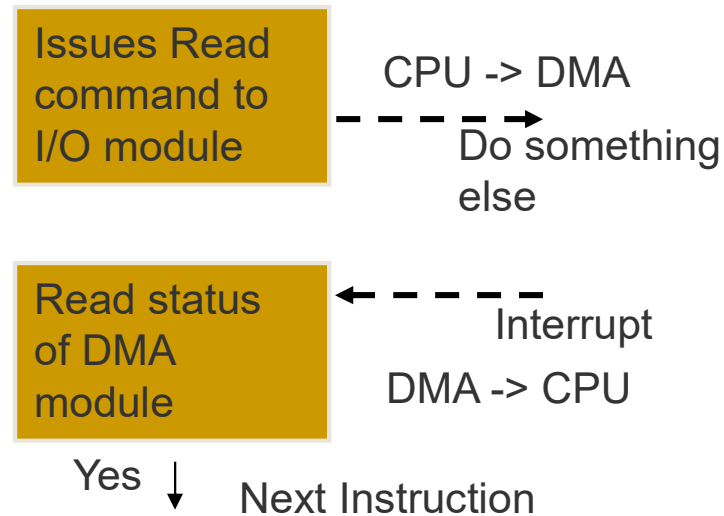 Issues Read
command to
I/O module
CPU -> DMA
Do something
else
Read status
of DMA
module
Interrupt
DMA -> CPU
Yes
Next Instruction